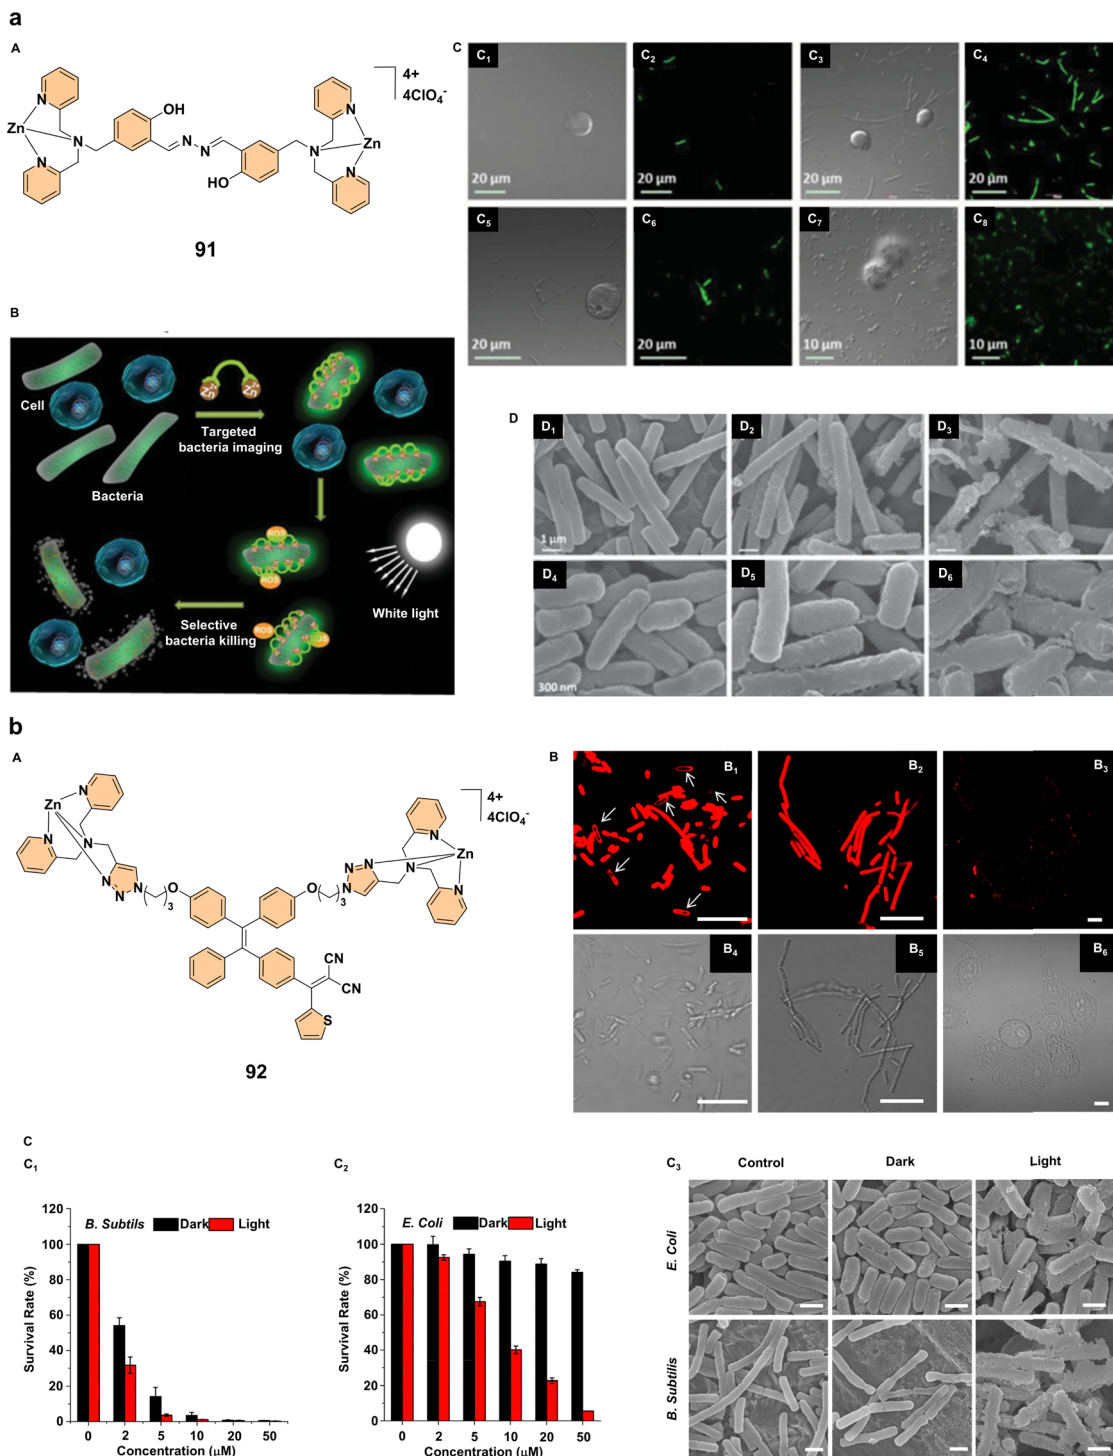 a
A
4+
4ClO₄⁻
OH
N
N
Zn
N
N
N
HO
N
N
Zn
N
91
B
Cell
Targeted
bacteria imaging
Bacteria
ROS
ROS
White light
Selective
bacteria killing
ROS
C
C₁
20 µm
C₂
20 µm
C₃
20 µm
C₄
20 µm
C₅
20 µm
C₆
20 µm
C₇
10 µm
C₈
10 µm
D
D₁
1 µm
D₂
D₃
D₄
300 nm
D₅
D₆
b
A
4+
4ClO₄⁻
Zn
N
N
N
N
N
N
( )₃
O
O
( )₃
N
N
N
N
N
N
Zn
CN
CN
S
92
B
B₁
B₂
B₃
B₄
B₅
B₆
C
C₁
B. Subtils Dark Light
Survival Rate (%)
120
100
80
60
40
20
0
0 2 5 10 20 50
Concentration (µM)
C₂
E. Coli Dark Light
Survival Rate (%)
120
100
80
60
40
20
0
0 2 5 10 20 50
Concentration (µM)
C₃
Control Dark Light
E. Coli
B. Subtilis